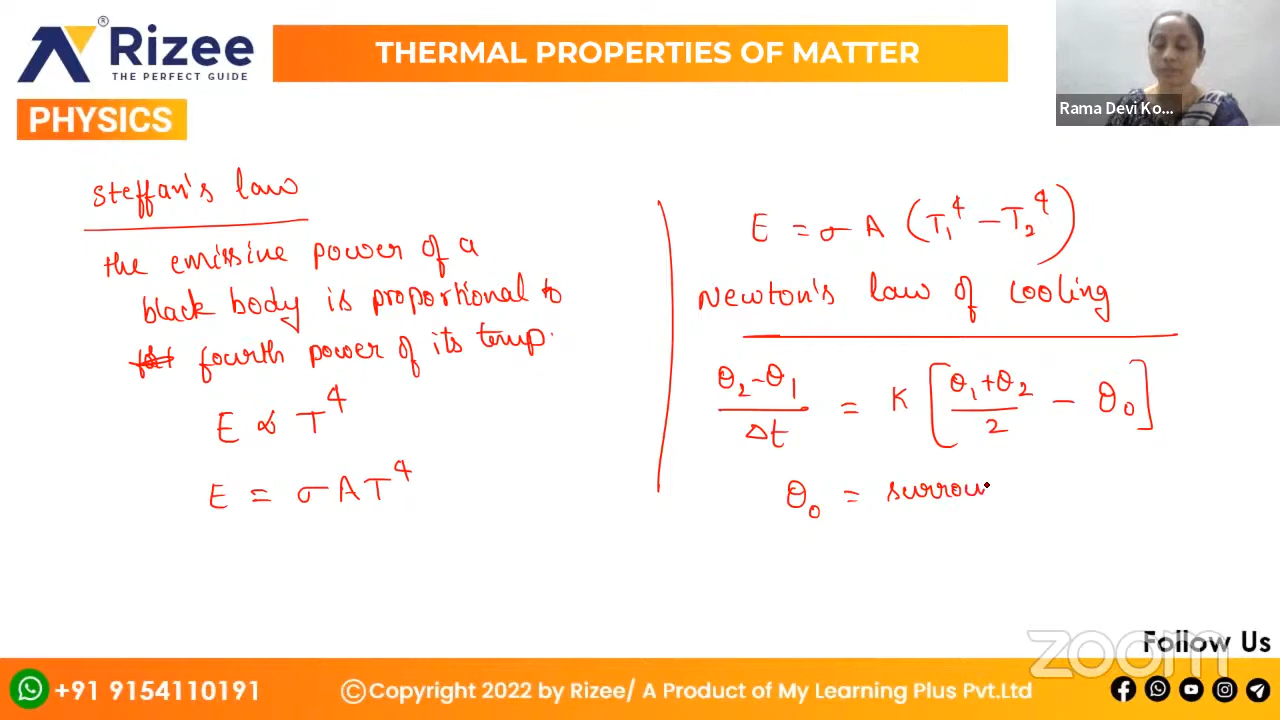 Rizee®
THE PERFECT GUIDE
THERMAL PROPERTIES OF MATTER
Rama Devi Ko...
PHYSICS
Steffan's law
the emissive power of a
black body is proportional to
fourth power of its temp.
E ∝ T⁴
E = σAT⁴
E = σ A (T₁⁴ – T₂⁴)
Newton's law of cooling
θ₂-θ₁/Δt = K [θ₁+θ₂/2 – θ₀]
θ₀ = surrou
zoom
Follow Us
+91 9154110191
©Copyright 2022 by Rizee/ A Product of My Learning Plus Pvt.Ltd